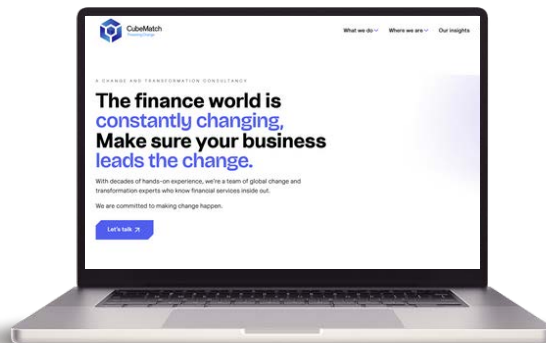 CubeMatch
What we do
Where we are
Our insights
A CHANGE AND TRANSFORMATION CONSULTANCY
The finance world is
constantly changing,
Make sure your business
leads the change.
With decades of hands-on experience, we're a team of global change and
transformation experts who know financial services inside out.
We are committed to making change happen.
Let's talk